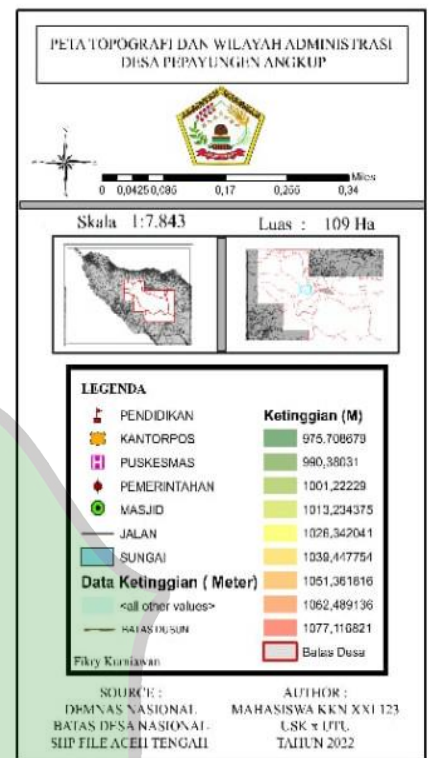 PETA TOPOGRAFI DAN WILAYAH ADMINISTRASI
DESA PEPAYUNGEN ANGKUP
Miles
0 0,0425 0,085 0,17 0,255 0,34
Skala 1:7.843
Luas : 109 Ha
LEGENDA
PENDIDIKAN
KANTORPOS
PUSKESMAS
PEMERINTAHAN
MASJID
JALAN
SUNGAI
Data Ketinggian ( Meter)
<all other values>
BATAS DUSUN
Fikry Kurniawan
Ketinggian (M)
975,708679
990,38031
1001,22229
1013,234375
1026,342041
1039,447754
1051,361816
1062,489136
1077,116821
Batas Desa
SOURCE :
DEMNAS NASIONAL
BATAS DESA NASIONAL
SHP FILE ACEH TENGAH
AUTHOR :
MAHASISWA KKN XXI 123
USK x UTU
TAHUN 2022